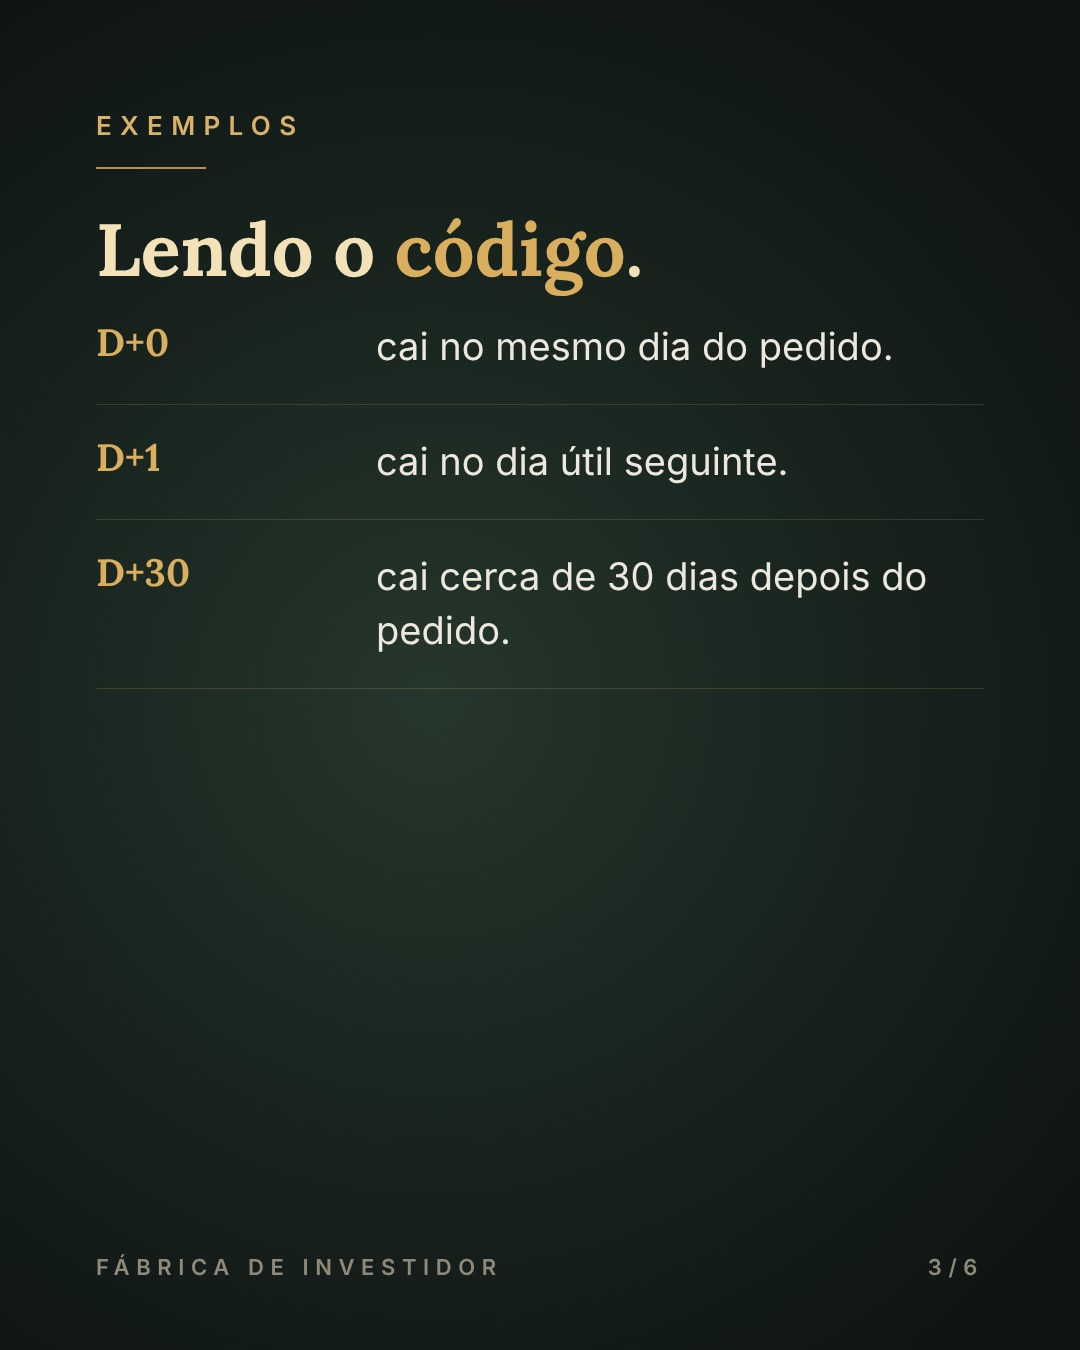 EXEMPLOS
Lendo o código.
D+0 cai no mesmo dia do pedido.
D+1 cai no dia útil seguinte.
D+30 cai cerca de 30 dias depois do
pedido.
FÁBRICA DE INVESTIDOR 3/6